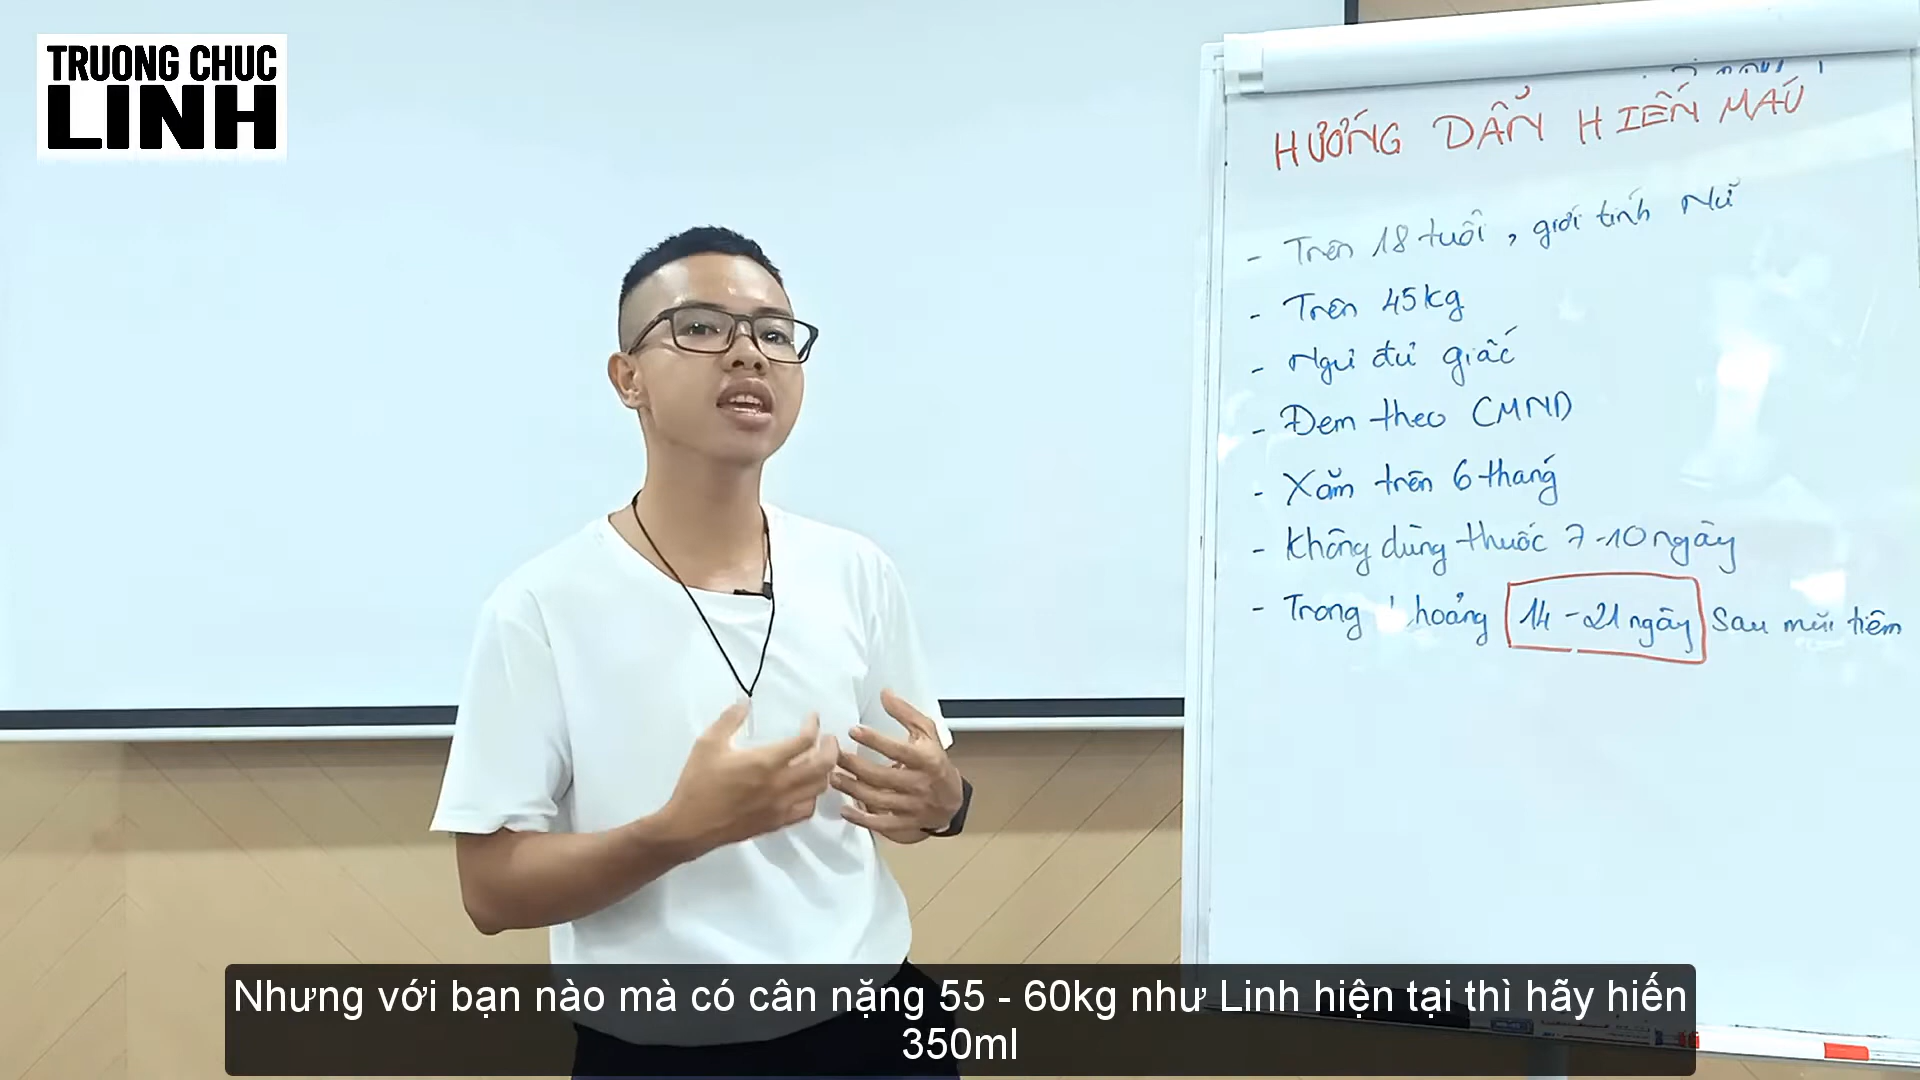 TRUONG CHUC
LINH
HƯỚNG DẪN HIẾN MÁU
- Trên 18 tuổi, giới tính Nữ
- Trên 45kg
- Ngủ đủ giấc
- Đem theo CMND
- Xăm trên 6 tháng
- Không dùng thuốc 7-10 ngày
- Trong khoảng 14-21 ngày sau mũi tiêm
Nhưng với bạn nào mà có cân nặng 55 - 60kg như Linh hiện tại thì hãy hiến
350ml